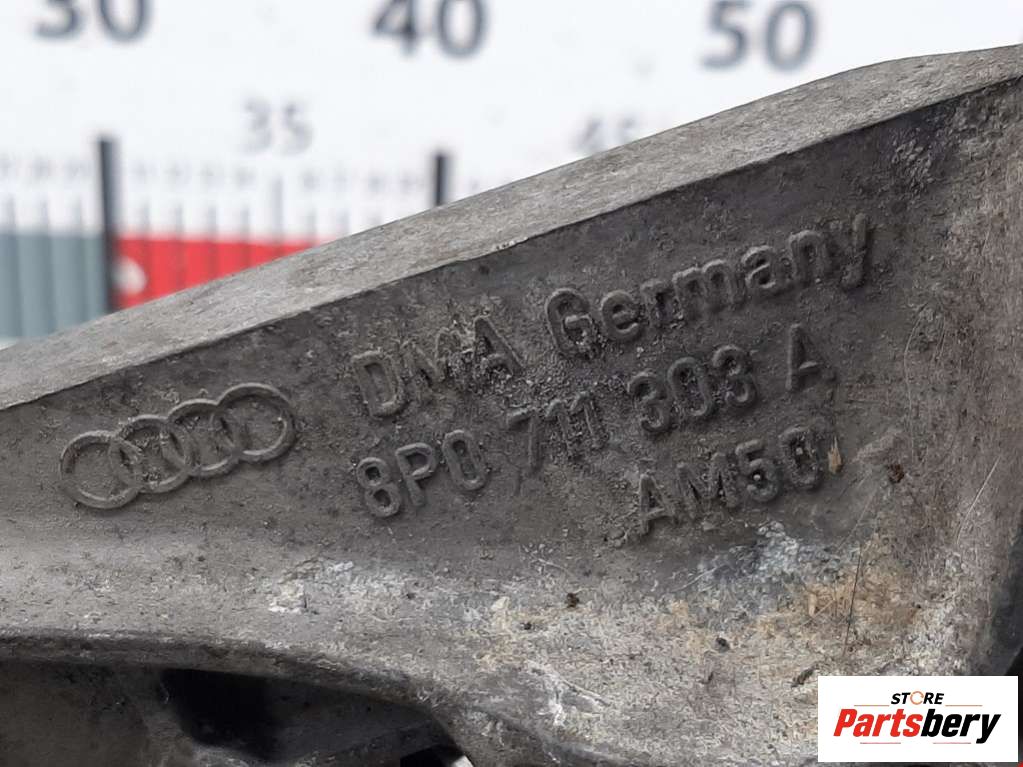 30 40 50
35 45
DMA Germany
8P0 711 303 A
AM50
STORE
Partsbery